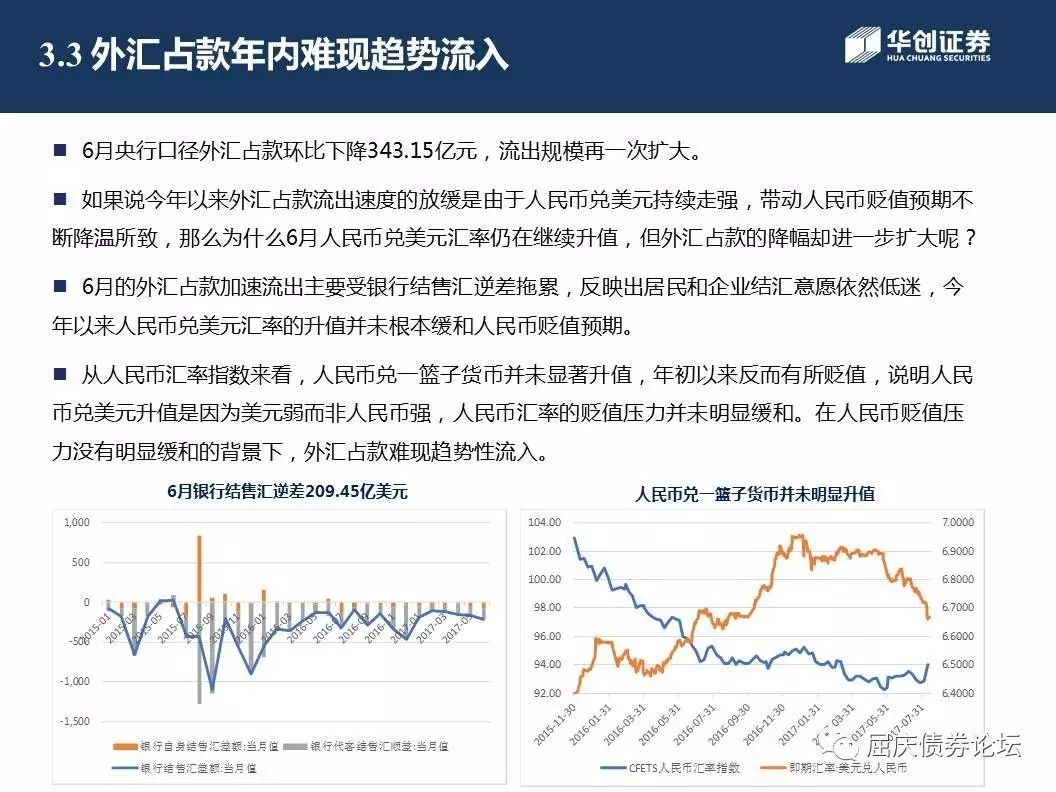 3.3 外汇占款年内难现趋势流入
华创证券
HUA CHUANG SECURITIES
■ 6月央行口径外汇占款环比下降343.15亿元，流出规模再一次扩大。
■ 如果说今年以来外汇占款流出速度的放缓是由于人民币兑美元持续走强，带动人民币贬值预期不
断降温所致，那么为什么6月人民币兑美元汇率仍在继续升值，但外汇占款的降幅却进一步扩大呢？
■ 6月的外汇占款加速流出主要受银行结售汇逆差拖累，反映出居民和企业结汇意愿依然低迷，今
年以来人民币兑美元汇率的升值并未根本缓和人民币贬值预期。
■ 从人民币汇率指数来看，人民币兑一篮子货币并未显著升值，年初以来反而有所贬值，说明人民
币兑美元升值是因为美元弱而非人民币强，人民币汇率的贬值压力并未明显缓和。在人民币贬值压
力没有明显缓和的背景下，外汇占款难现趋势性流入。
6月银行结售汇逆差209.45亿美元
1,000
500
0
-500
-1,000
-1,500
2015-01
2015-03
2015-05
2015-07
2015-09
2015-11
2016-01
2016-03
2016-05
2016-07
2016-09
2016-11
2017-01
2017-03
2017-05
银行自身结售汇差额:当月值
银行代客结售汇顺差:当月值
银行结售汇差额:当月值
人民币兑一篮子货币并未明显升值
104.00
102.00
100.00
98.00
96.00
94.00
92.00
7.0000
6.9000
6.8000
6.7000
6.6000
6.5000
6.4000
2015-11-30
2016-01-31
2016-03-31
2016-05-31
2016-07-31
2016-09-30
2016-11-30
2017-01-31
2017-03-31
2017-05-31
2017-07-31
CFETS人民币汇率指数
即期汇率:美元兑人民币
屈庆债券论坛